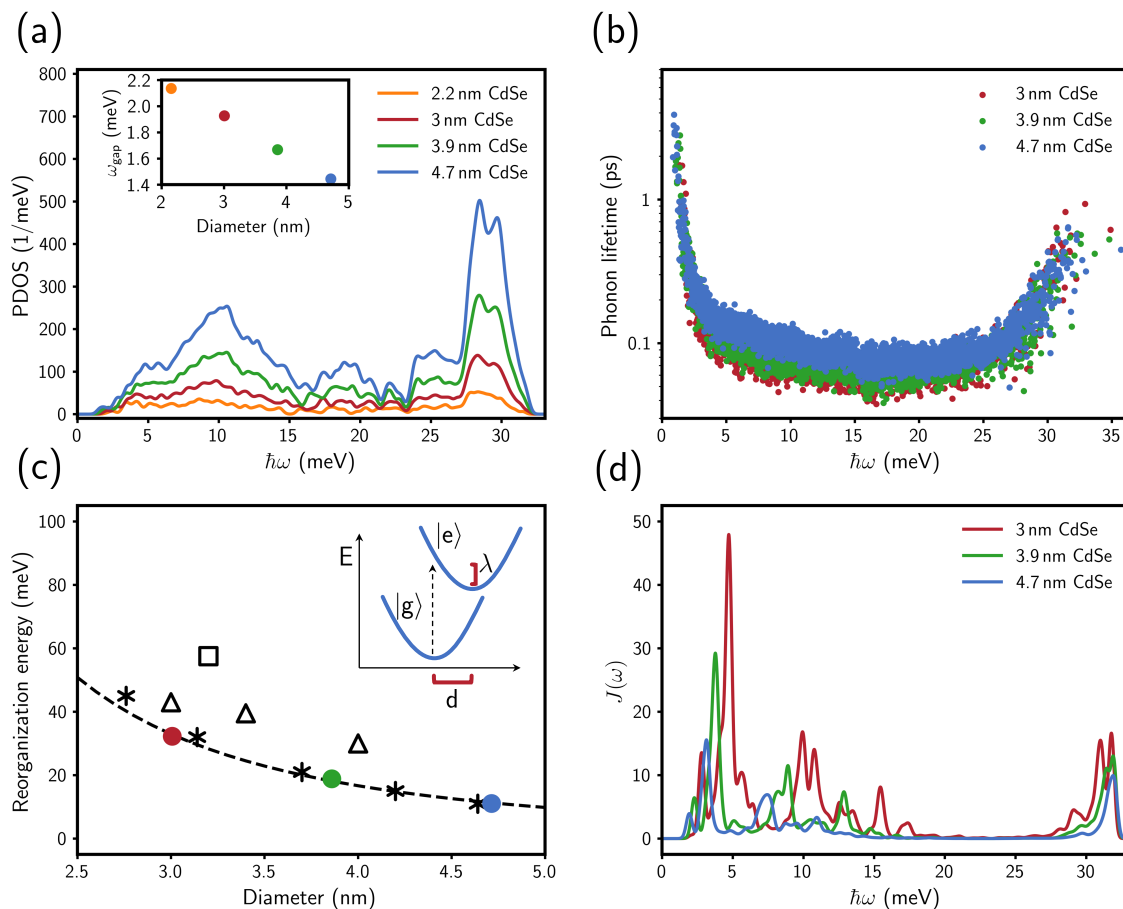 (a)
PDOS (1/meV)
800
700
600
500
400
300
200
100
0
0 5 10 15 20 25 30
ℏω (meV)
2.2 nm CdSe
3 nm CdSe
3.9 nm CdSe
4.7 nm CdSe
ω_gap (meV)
2.2
2.0
1.8
1.6
1.4
2 3 4 5
Diameter (nm)
(b)
Phonon lifetime (ps)
1
0.1
0 5 10 15 20 25 30 35
ℏω (meV)
3 nm CdSe
3.9 nm CdSe
4.7 nm CdSe
(c)
Reorganization energy (meV)
100
80
60
40
20
0
2.5 3.0 3.5 4.0 4.5 5.0
Diameter (nm)
E
|e⟩
λ
|g⟩
d
(d)
J(ω)
50
40
30
20
10
0
0 5 10 15 20 25 30
ℏω (meV)
3 nm CdSe
3.9 nm CdSe
4.7 nm CdSe